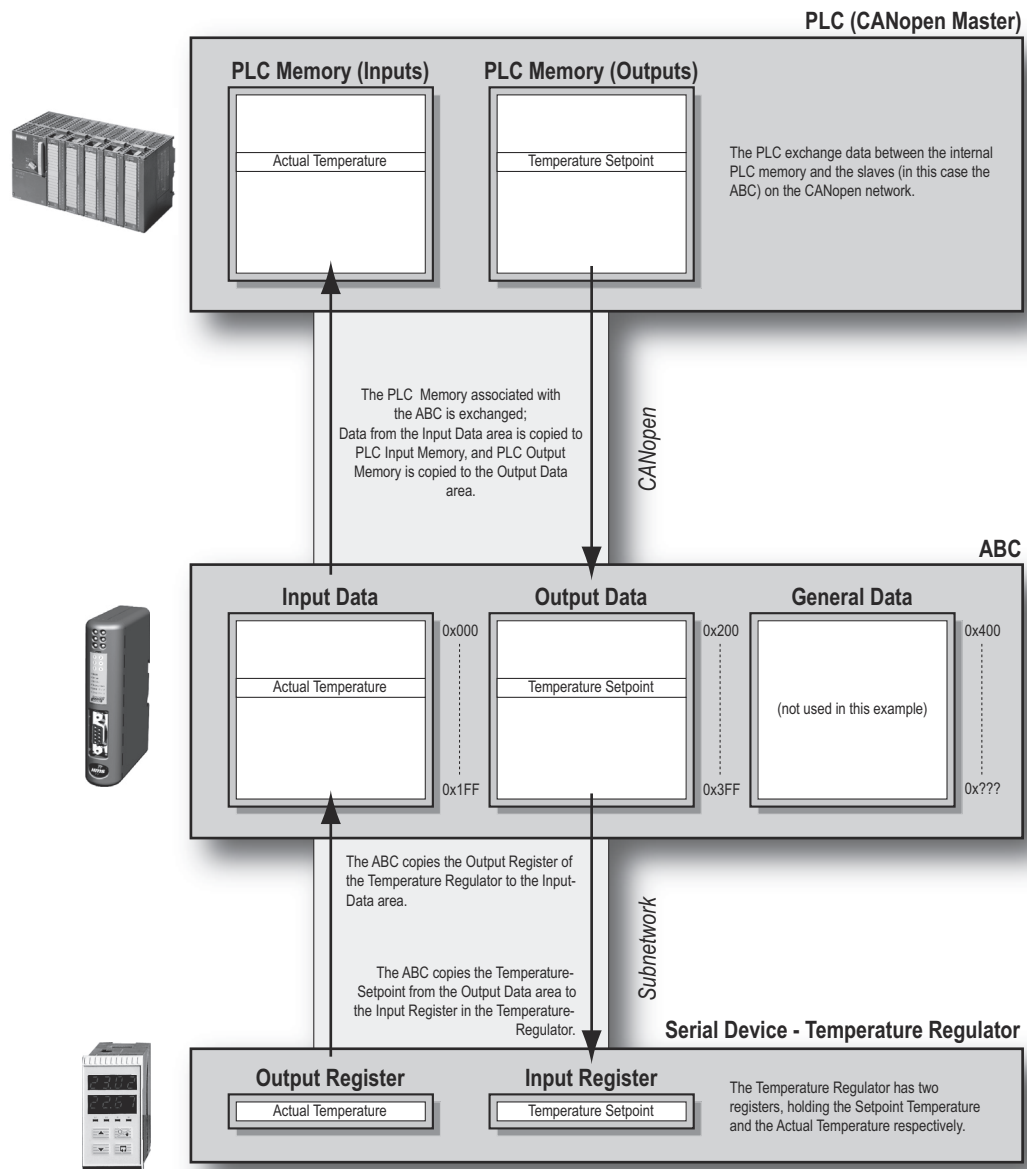 PLC (CANopen Master)
PLC Memory (Inputs)
PLC Memory (Outputs)
Actual Temperature
Temperature Setpoint
The PLC exchange data between the internal
PLC memory and the slaves (in this case the
ABC) on the CANopen network.
The PLC Memory associated with
the ABC is exchanged;
Data from the Input Data area is copied to
PLC Input Memory, and PLC Output
Memory is copied to the Output Data
area.
CANopen
ABC
Input Data
Output Data
General Data
0x000
0x200
0x400
Actual Temperature
Temperature Setpoint
(not used in this example)
0x1FF
0x3FF
0x???
The ABC copies the Output Register of
the Temperature Regulator to the Input-
Data area.
The ABC copies the Temperature-
Setpoint from the Output Data area to
the Input Register in the Temperature-
Regulator.
Subnetwork
Serial Device - Temperature Regulator
Output Register
Input Register
Actual Temperature
Temperature Setpoint
The Temperature Regulator has two
registers, holding the Setpoint Temperature
and the Actual Temperature respectively.